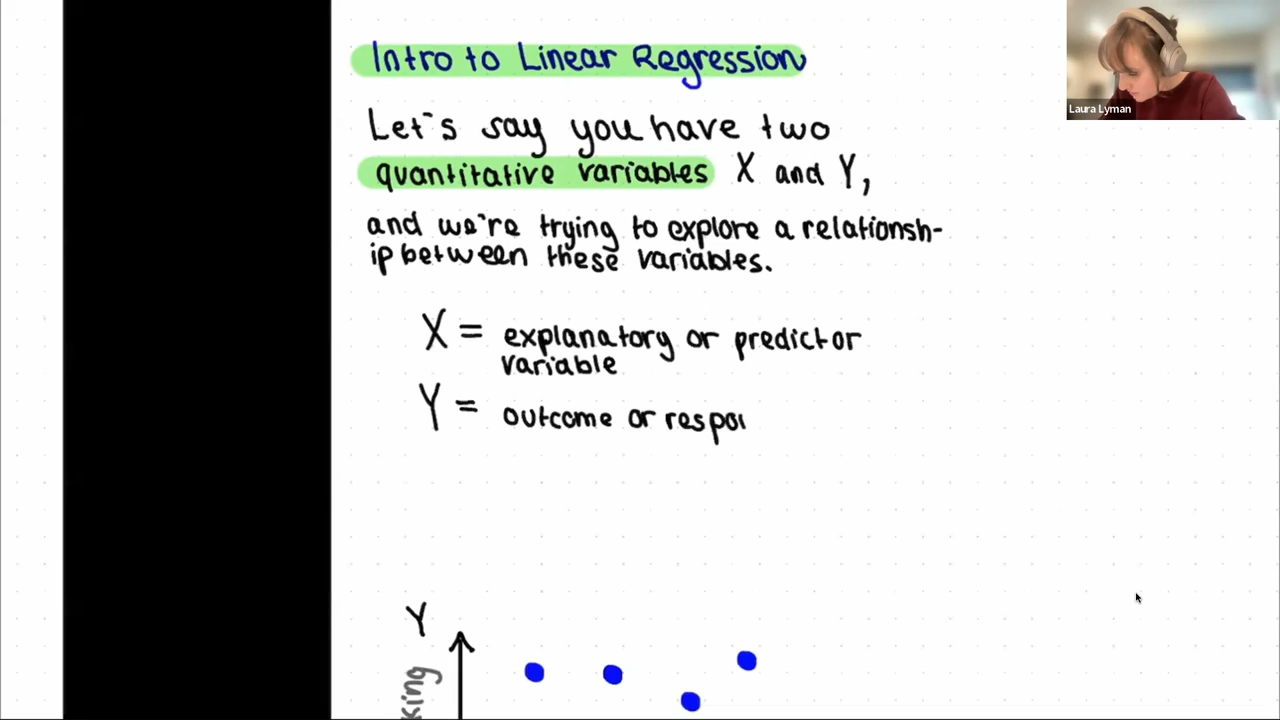 Intro to Linear Regression
Laura Lyman
Let's say you have two
quantitative variables X and Y,
and we're trying to explore a relationsh-
ip between these variables.
X = explanatory or predictor
variable
Y = outcome or respo
Y
king